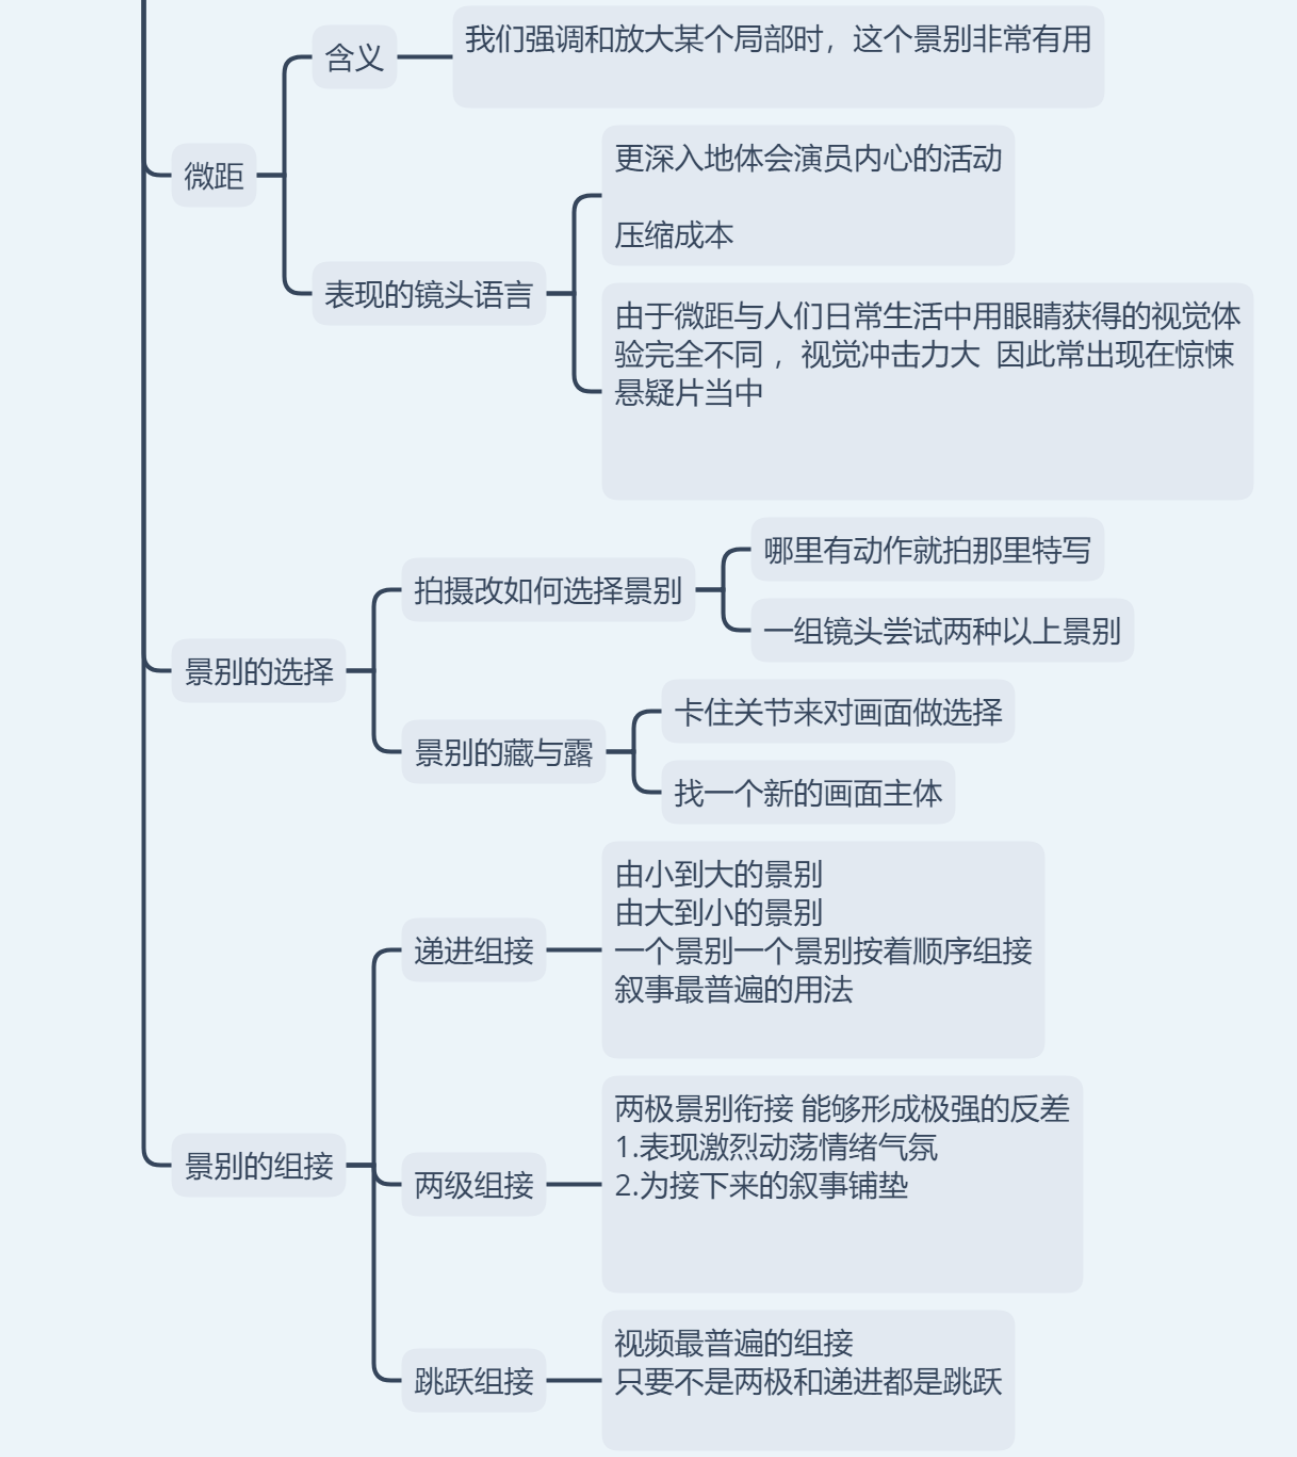 含义
我们强调和放大某个局部时，这个景别非常有用
微距
更深入地体会演员内心的活动
压缩成本
表现的镜头语言
由于微距与人们日常生活中用眼睛获得的视觉体
验完全不同 ，视觉冲击力大  因此常出现在惊悚
悬疑片当中
哪里有动作就拍那里特写
拍摄改如何选择景别
一组镜头尝试两种以上景别
景别的选择
卡住关节来对画面做选择
景别的藏与露
找一个新的画面主体
由小到大的景别
由大到小的景别
递进组接
一个景别一个景别按着顺序组接
叙事最普遍的用法
两极景别衔接 能够形成极强的反差
1.表现激烈动荡情绪气氛
景别的组接
两级组接
2.为接下来的叙事铺垫
视频最普遍的组接
跳跃组接
只要不是两极和递进都是跳跃